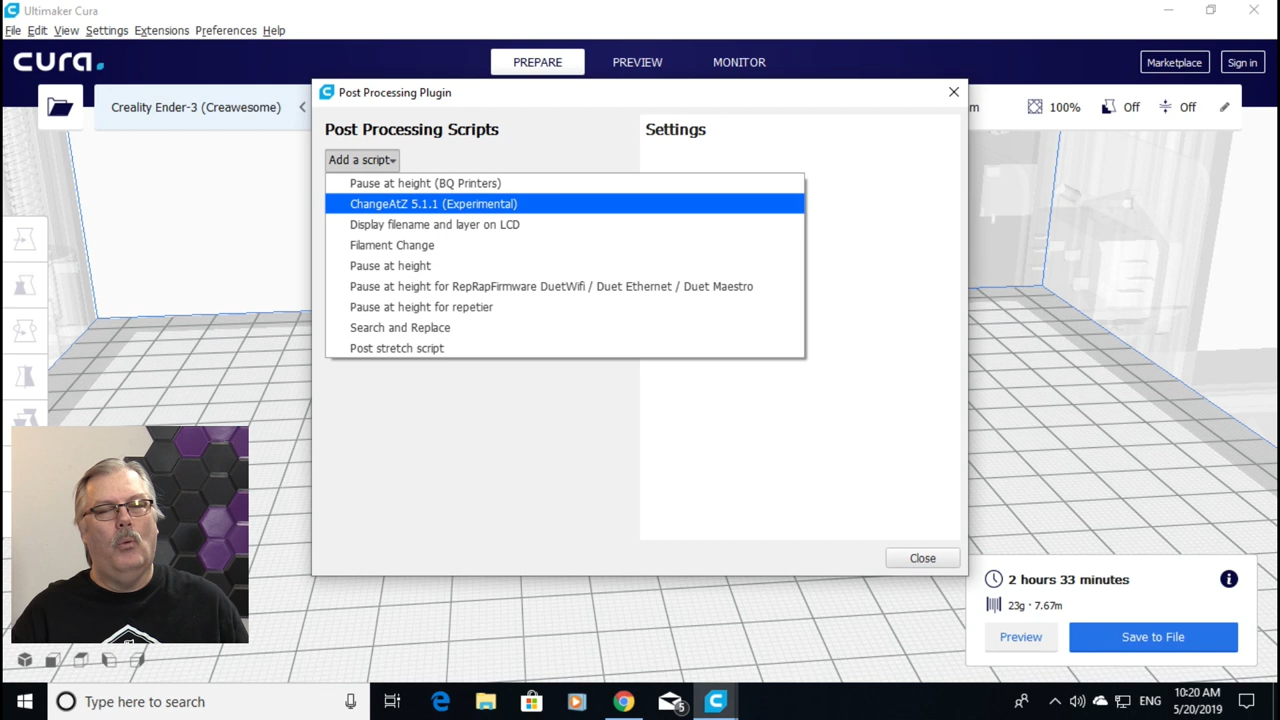 Ultimaker Cura
File Edit View Settings Extensions Preferences Help
cura.
PREPARE
PREVIEW
MONITOR
Marketplace
Sign in
Creality Ender-3 (Creawesome)
m
100%
Off
Off
Post Processing Plugin
Post Processing Scripts
Settings
Add a script
Pause at height (BQ Printers)
ChangeAtZ 5.1.1 (Experimental)
Display filename and layer on LCD
Filament Change
Pause at height
Pause at height for RepRapFirmware DuetWifi / Duet Ethernet / Duet Maestro
Pause at height for repetier
Search and Replace
Post stretch script
Close
2 hours 33 minutes
23g · 7.67m
Preview
Save to File
Type here to search
5
ENG
10:20 AM
5/20/2019